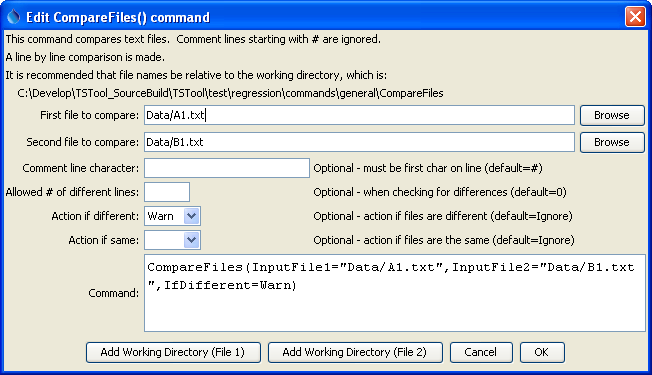 Edit CompareFiles() command
This command compares text files.  Comment lines starting with # are ignored.
A line by line comparison is made.
It is recommended that file names be relative to the working directory, which is:
C:\Develop\TSTool_SourceBuild\TSTool\test\regression\commands\general\CompareFiles
First file to compare: Data/A1.txt Browse
Second file to compare: Data/B1.txt Browse
Comment line character: Optional - must be first char on line (default=#)
Allowed # of different lines: Optional - when checking for differences (default=0)
Action if different: Warn Optional - action if files are different (default=Ignore)
Action if same: Optional - action if files are the same (default=Ignore)
Command: CompareFiles(InputFile1="Data/A1.txt",InputFile2="Data/B1.txt
",IfDifferent=Warn)
Add Working Directory (File 1) Add Working Directory (File 2) Cancel OK